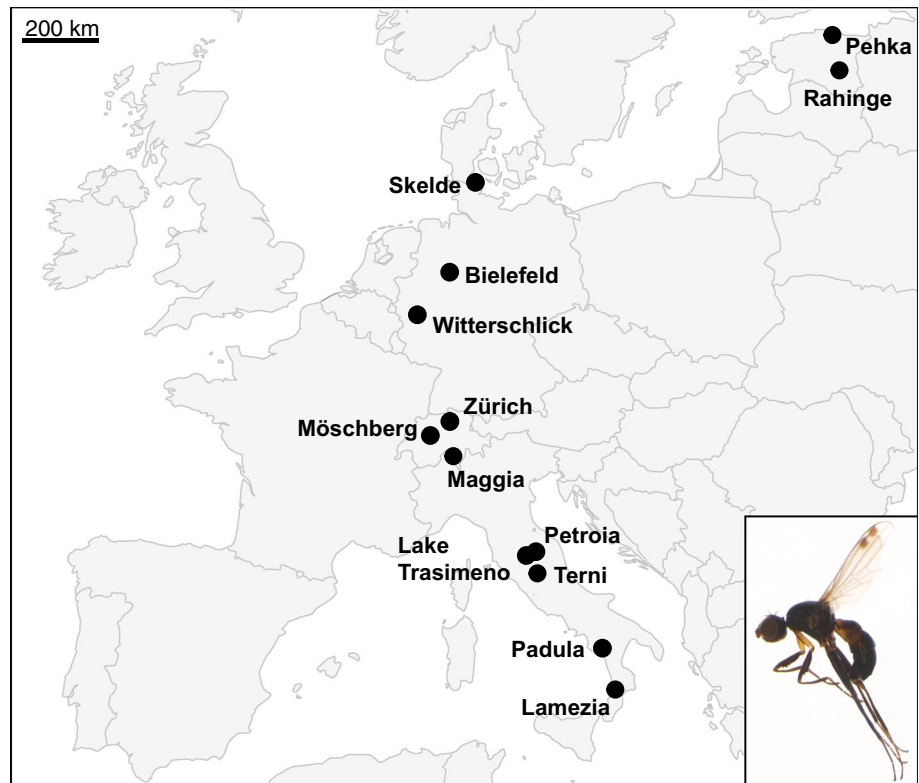 200 km
Pehka
Rahinge
Skelde
Bielefeld
Witterschlick
Zürich
Möschberg
Maggia
Petroia
Lake
Trasimeno
Terni
Padula
Lamezia